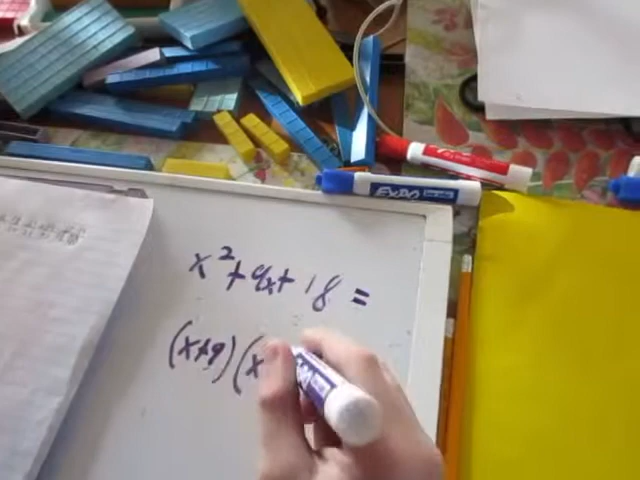 EXPO
x² + 9x + 18 =
(x+9)(x